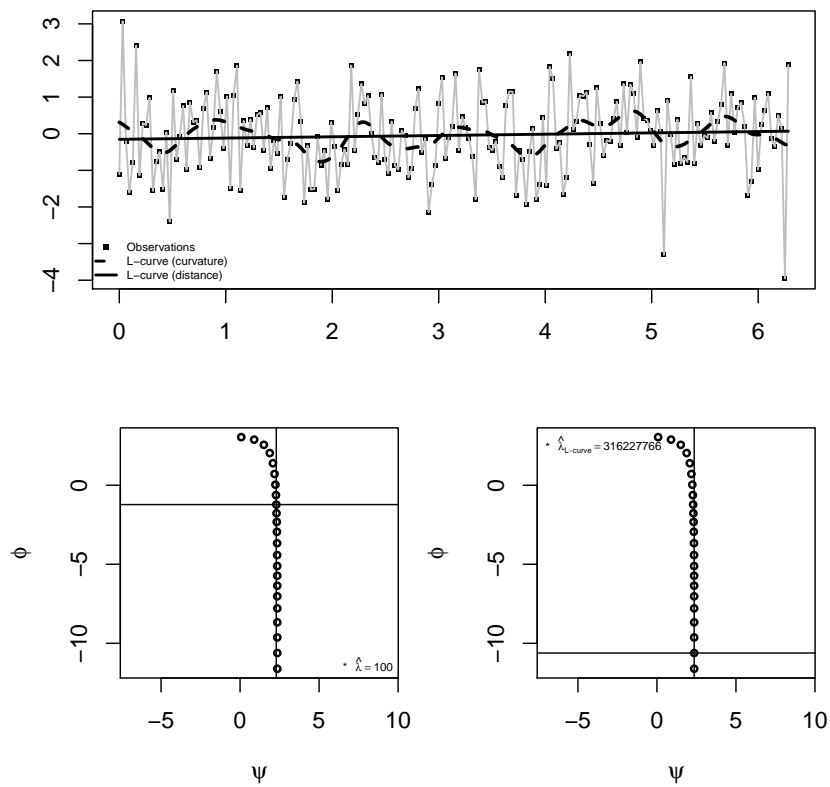 3
2
1
0
−2
−4
Observations
L−curve (curvature)
L−curve (distance)
0 1 2 3 4 5 6
0
−5
−10
ϕ
* λ̂ = 100
−5 0 5 10
ψ
* λ̂L−curve = 316227766
0
−5
−10
ϕ
−5 0 5 10
ψ